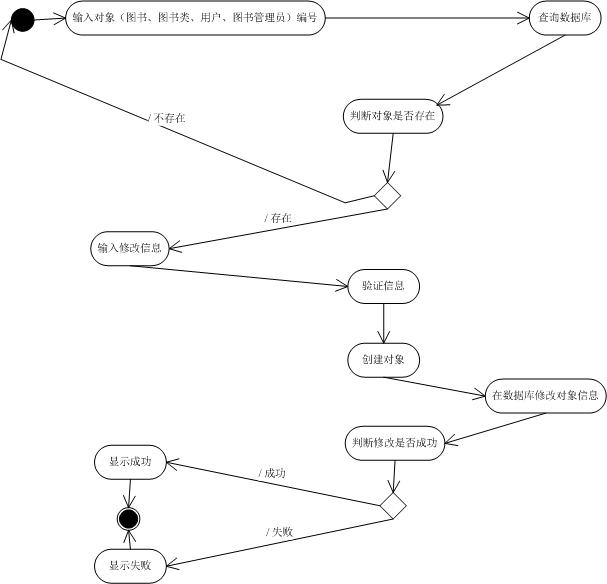 输入对象（图书、图书类、用户、图书管理员）编号
查询数据库
判断对象是否存在
/ 不存在
/ 存在
输入修改信息
验证信息
创建对象
在数据库修改对象信息
判断修改是否成功
显示成功
/ 成功
/ 失败
显示失败